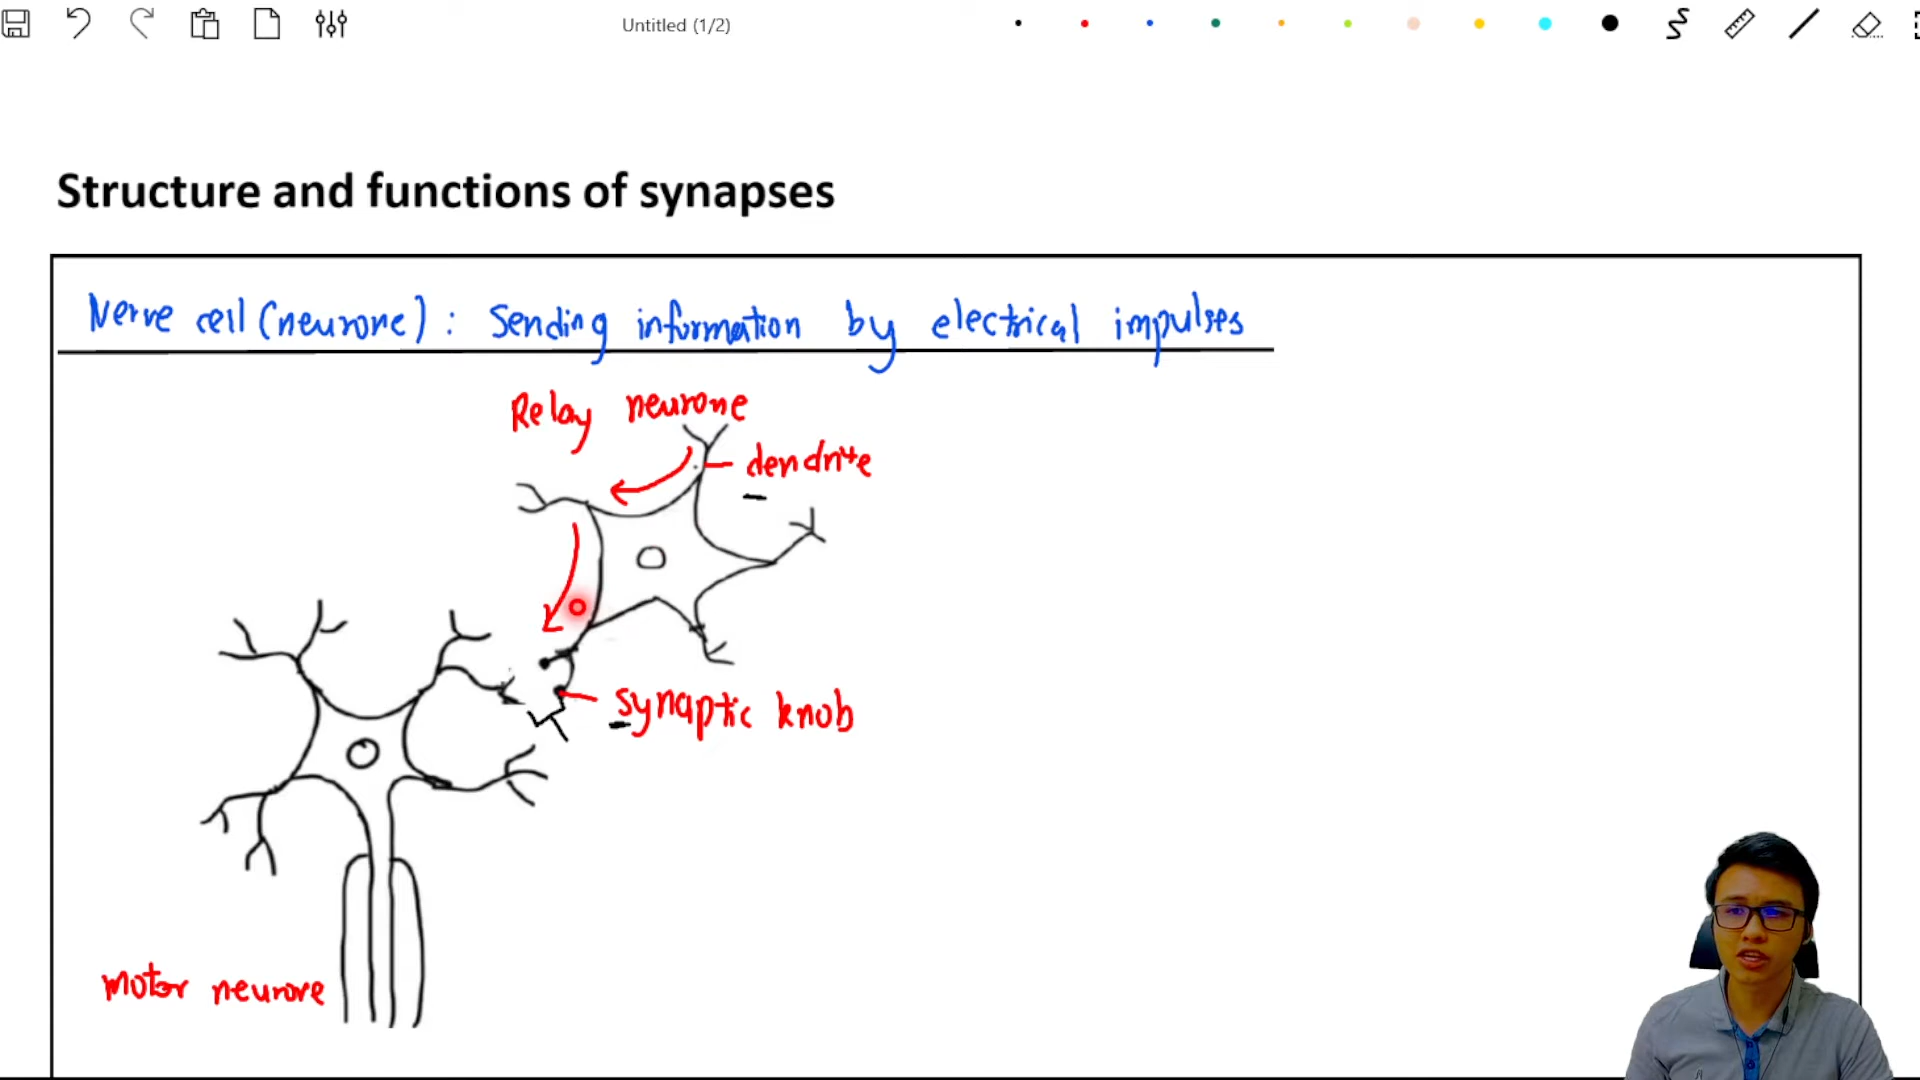 Untitled (1/2)
Structure and functions of synapses
Nerve cell (neurone) : Sending information by electrical impulses
Relay neurone
dendrite
synaptic knob
motor neurone